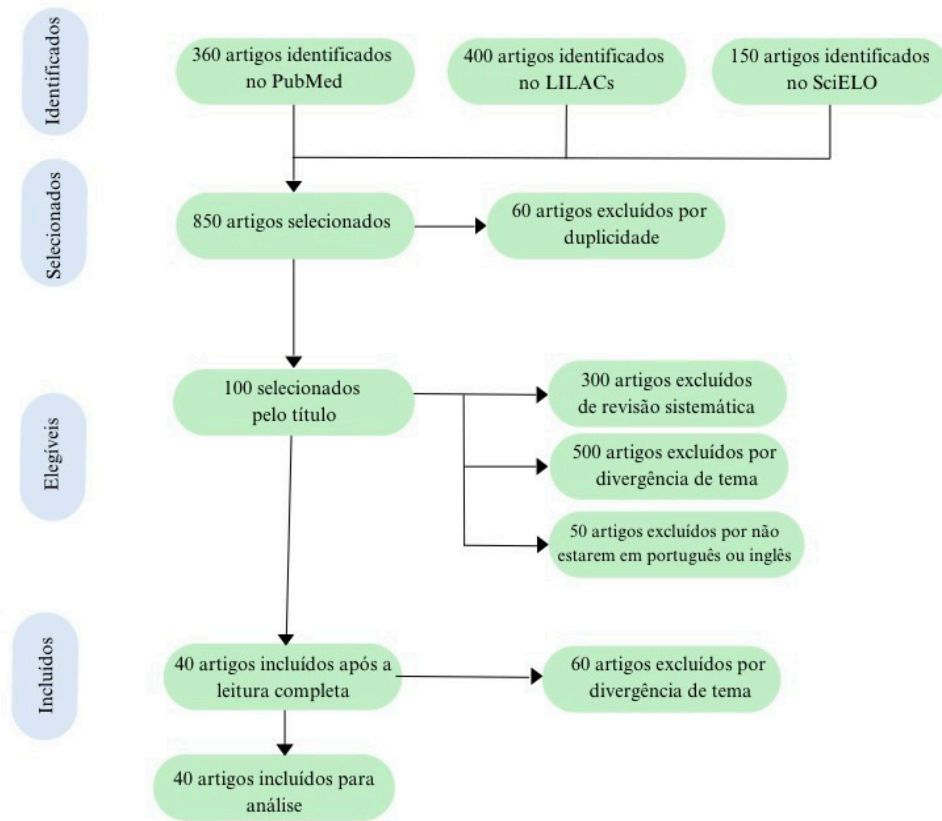 Identificados
360 artigos identificados
no PubMed
400 artigos identificados
no LILACs
150 artigos identificados
no SciELO
Selecionados
850 artigos selecionados
60 artigos excluídos por
duplicidade
Elegíveis
100 selecionados
pelo título
300 artigos excluídos
de revisão sistemática
500 artigos excluídos por
divergência de tema
50 artigos excluídos por não
estarem em português ou inglês
Incluídos
40 artigos incluídos após a
leitura completa
60 artigos excluídos por
divergência de tema
40 artigos incluídos para
análise